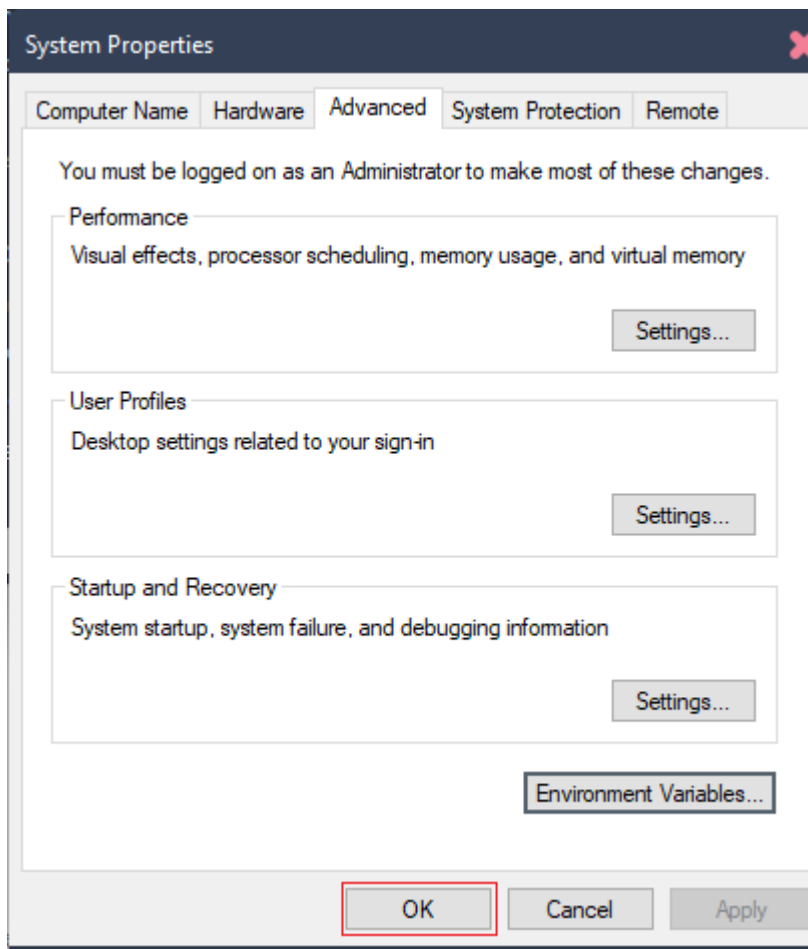 System Properties
Computer Name Hardware Advanced System Protection Remote
You must be logged on as an Administrator to make most of these changes.
Performance
Visual effects, processor scheduling, memory usage, and virtual memory
Settings...
User Profiles
Desktop settings related to your sign-in
Settings...
Startup and Recovery
System startup, system failure, and debugging information
Settings...
Environment Variables...
OK Cancel Apply